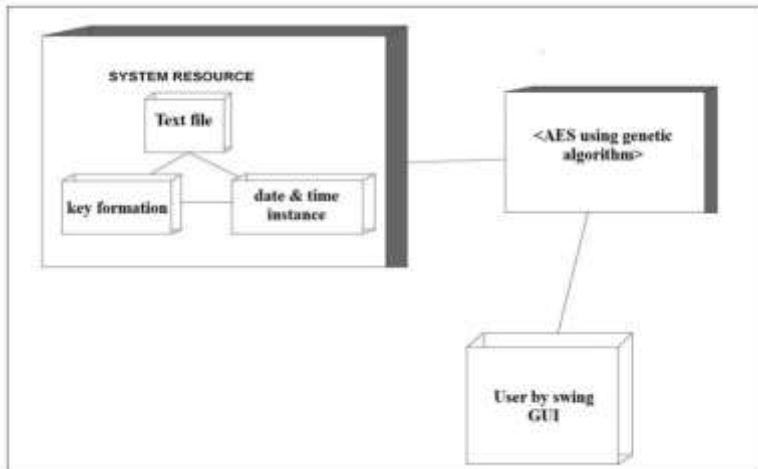 SYSTEM RESOURCE
Text file
key formation
date & time
instance
<AES using genetic
algorithm>
User by swing
GUI